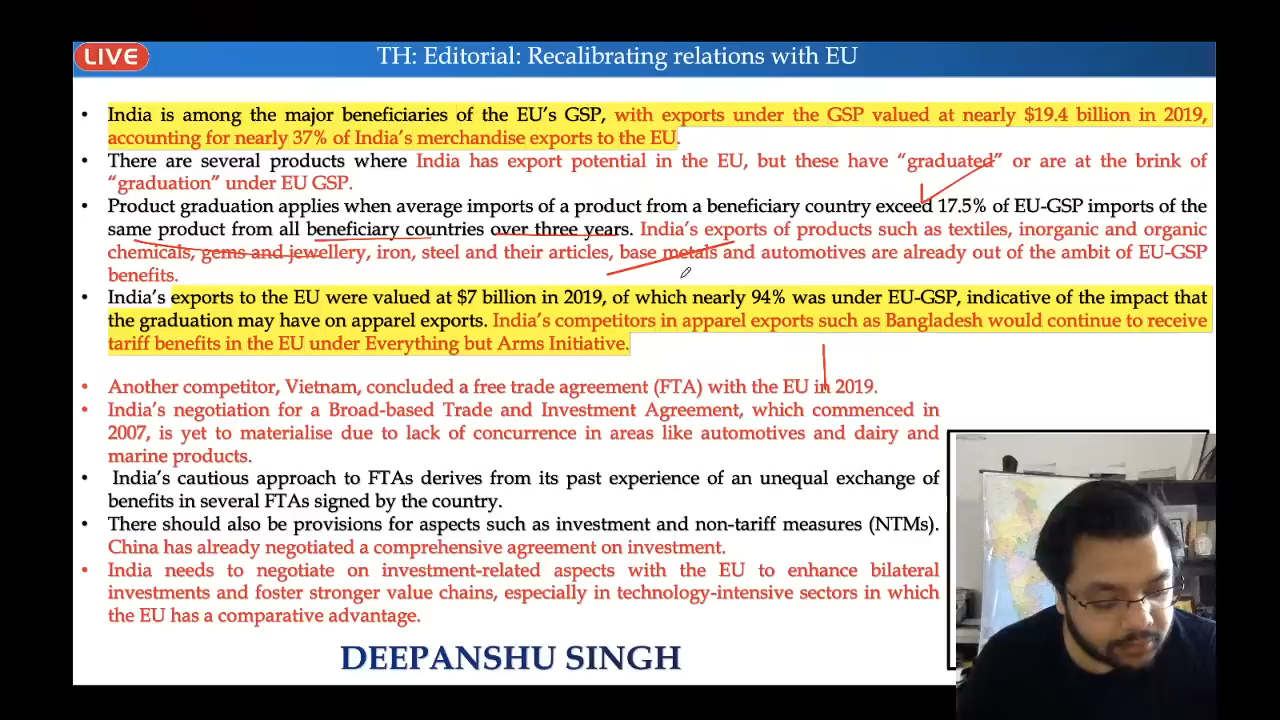 LIVE
TH: Editorial: Recalibrating relations with EU
• India is among the major beneficiaries of the EU’s GSP, with exports under the GSP valued at nearly $19.4 billion in 2019,
accounting for nearly 37% of India’s merchandise exports to the EU.
• There are several products where India has export potential in the EU, but these have “graduated” or are at the brink of
“graduation” under EU GSP.
• Product graduation applies when average imports of a product from a beneficiary country exceed 17.5% of EU-GSP imports of the
same product from all beneficiary countries over three years. India’s exports of products such as textiles, inorganic and organic
chemicals, gems and jewellery, iron, steel and their articles, base metals and automotives are already out of the ambit of EU-GSP
benefits.
• India’s exports to the EU were valued at $7 billion in 2019, of which nearly 94% was under EU-GSP, indicative of the impact that
the graduation may have on apparel exports. India’s competitors in apparel exports such as Bangladesh would continue to receive
tariff benefits in the EU under Everything but Arms Initiative.
• Another competitor, Vietnam, concluded a free trade agreement (FTA) with the EU in 2019.
• India’s negotiation for a Broad-based Trade and Investment Agreement, which commenced in
2007, is yet to materialise due to lack of concurrence in areas like automotives and dairy and
marine products.
• India’s cautious approach to FTAs derives from its past experience of an unequal exchange of
benefits in several FTAs signed by the country.
• There should also be provisions for aspects such as investment and non-tariff measures (NTMs).
China has already negotiated a comprehensive agreement on investment.
• India needs to negotiate on investment-related aspects with the EU to enhance bilateral
investments and foster stronger value chains, especially in technology-intensive sectors in which
the EU has a comparative advantage.
DEEPANSHU SINGH